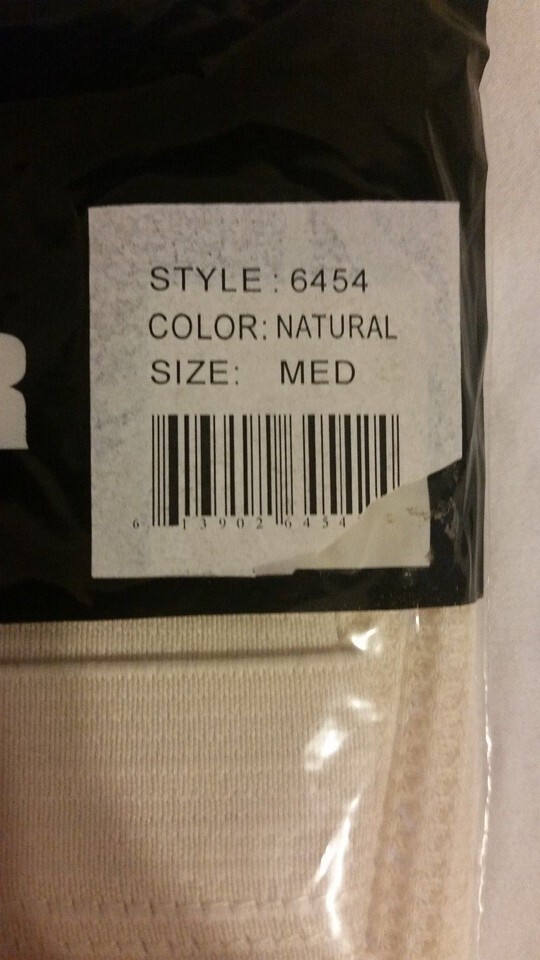 STYLE : 6454
COLOR: NATURAL
SIZE: MED
6 13902 6454
R